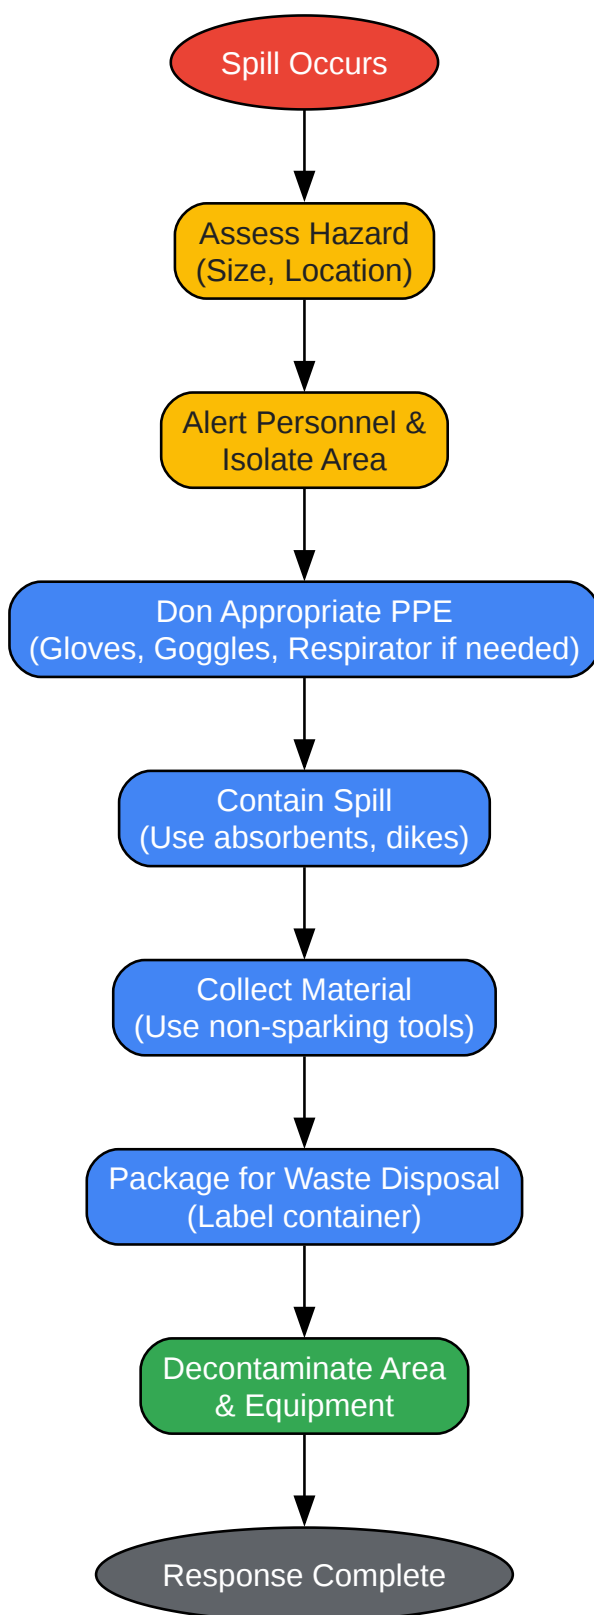 Spill Occurs
Assess Hazard
(Size, Location)
Alert Personnel &
Isolate Area
Don Appropriate PPE
(Gloves, Goggles, Respirator if needed)
Contain Spill
(Use absorbents, dikes)
Collect Material
(Use non-sparking tools)
Package for Waste Disposal
(Label container)
Decontaminate Area
& Equipment
Response Complete